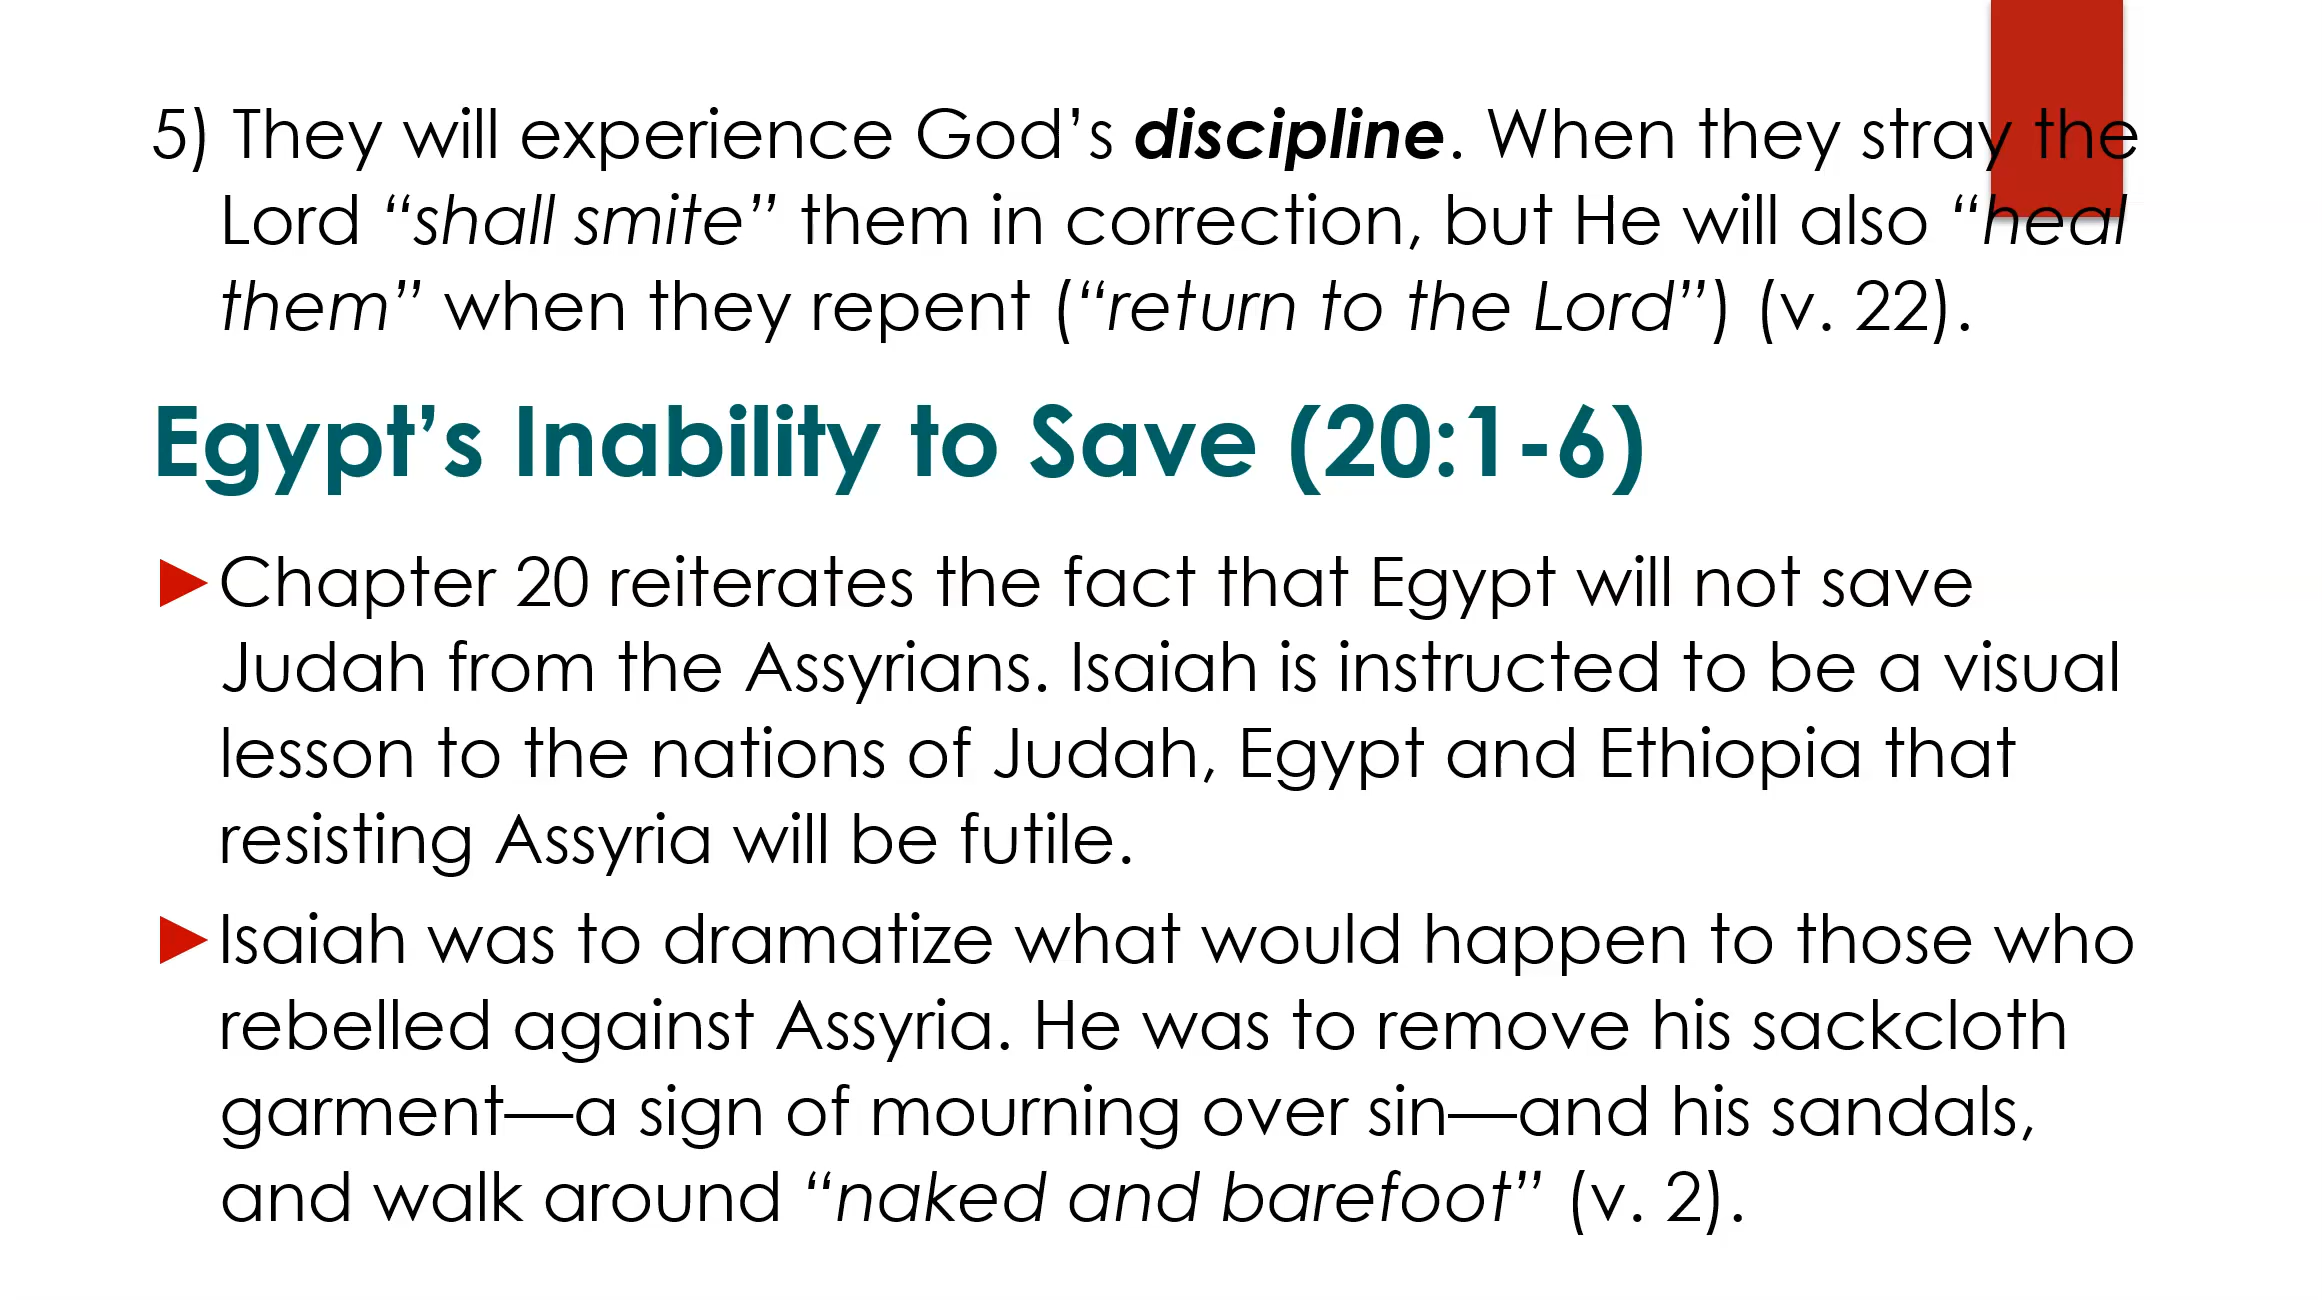 5) They will experience God’s discipline. When they stray the
Lord “shall smite” them in correction, but He will also “heal
them” when they repent (“return to the Lord”) (v. 22).
Egypt’s Inability to Save (20:1-6)
►Chapter 20 reiterates the fact that Egypt will not save
Judah from the Assyrians. Isaiah is instructed to be a visual
lesson to the nations of Judah, Egypt and Ethiopia that
resisting Assyria will be futile.
►Isaiah was to dramatize what would happen to those who
rebelled against Assyria. He was to remove his sackcloth
garment—a sign of mourning over sin—and his sandals,
and walk around “naked and barefoot” (v. 2).